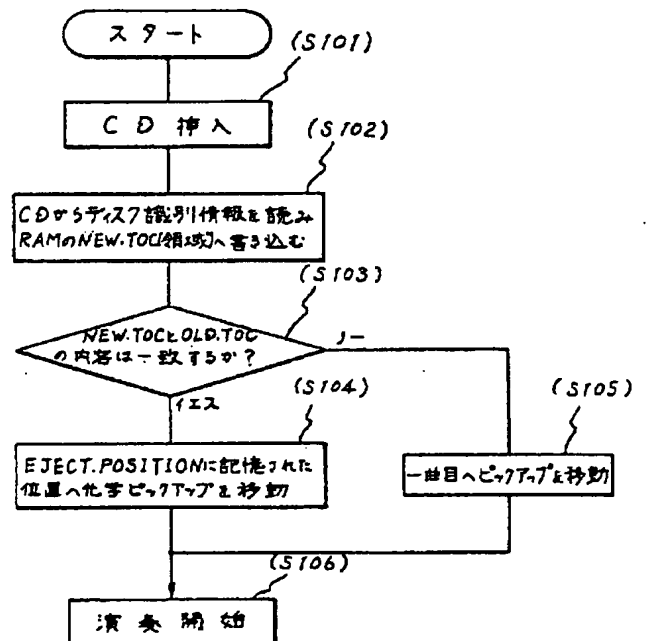 スタート
(S101)
CD挿入
(S102)
CDからディスク識別情報を読み
RAMのNEW.TOC領域へ書き込む
(S103)
NEW.TOCとOLD.TOC
の内容は一致するか?
ノー
イエス
(S104)
EJECT.POSITIONに記憶された
位置へ化学ピックアップを移動
(S105)
一曲目へピックアップを移動
(S106)
演奏開始